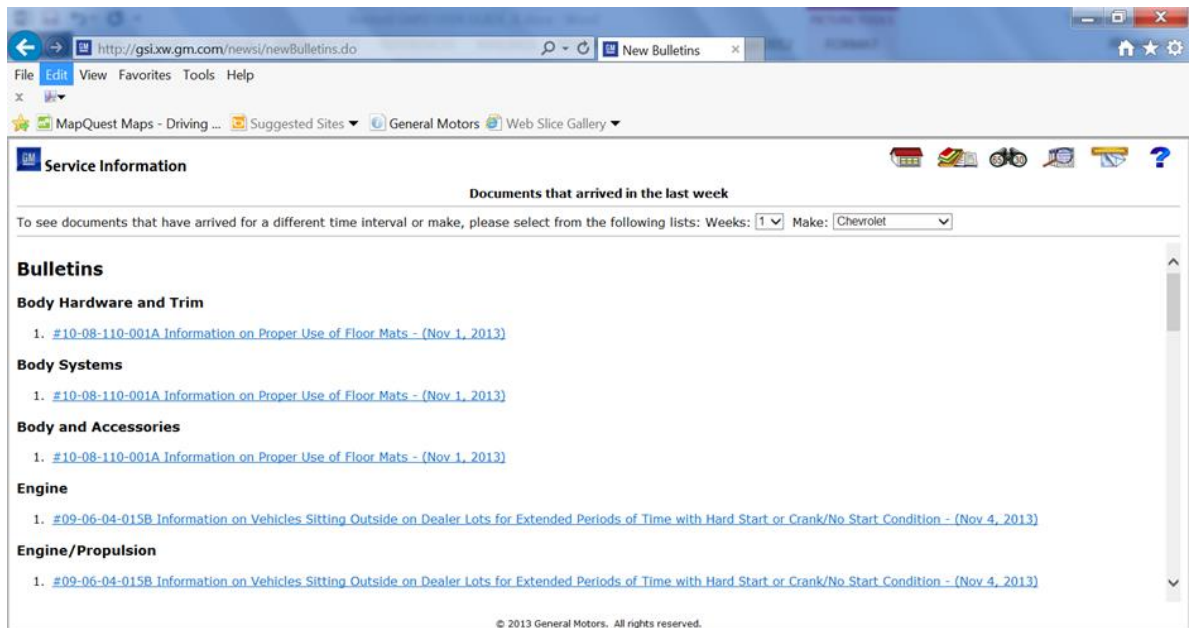 http://gsi.xw.gm.com/newsi/newBulletins.do
GM New Bulletins
File Edit View Favorites Tools Help
MapQuest Maps - Driving ... Suggested Sites General Motors Web Slice Gallery
GM Service Information
Documents that arrived in the last week
To see documents that have arrived for a different time interval or make, please select from the following lists: Weeks: 1 Make: Chevrolet
Bulletins
Body Hardware and Trim
1. #10-08-110-001A Information on Proper Use of Floor Mats - (Nov 1, 2013)
Body Systems
1. #10-08-110-001A Information on Proper Use of Floor Mats - (Nov 1, 2013)
Body and Accessories
1. #10-08-110-001A Information on Proper Use of Floor Mats - (Nov 1, 2013)
Engine
1. #09-06-04-015B Information on Vehicles Sitting Outside on Dealer Lots for Extended Periods of Time with Hard Start or Crank/No Start Condition - (Nov 4, 2013)
Engine/Propulsion
1. #09-06-04-015B Information on Vehicles Sitting Outside on Dealer Lots for Extended Periods of Time with Hard Start or Crank/No Start Condition - (Nov 4, 2013)
© 2013 General Motors. All rights reserved.